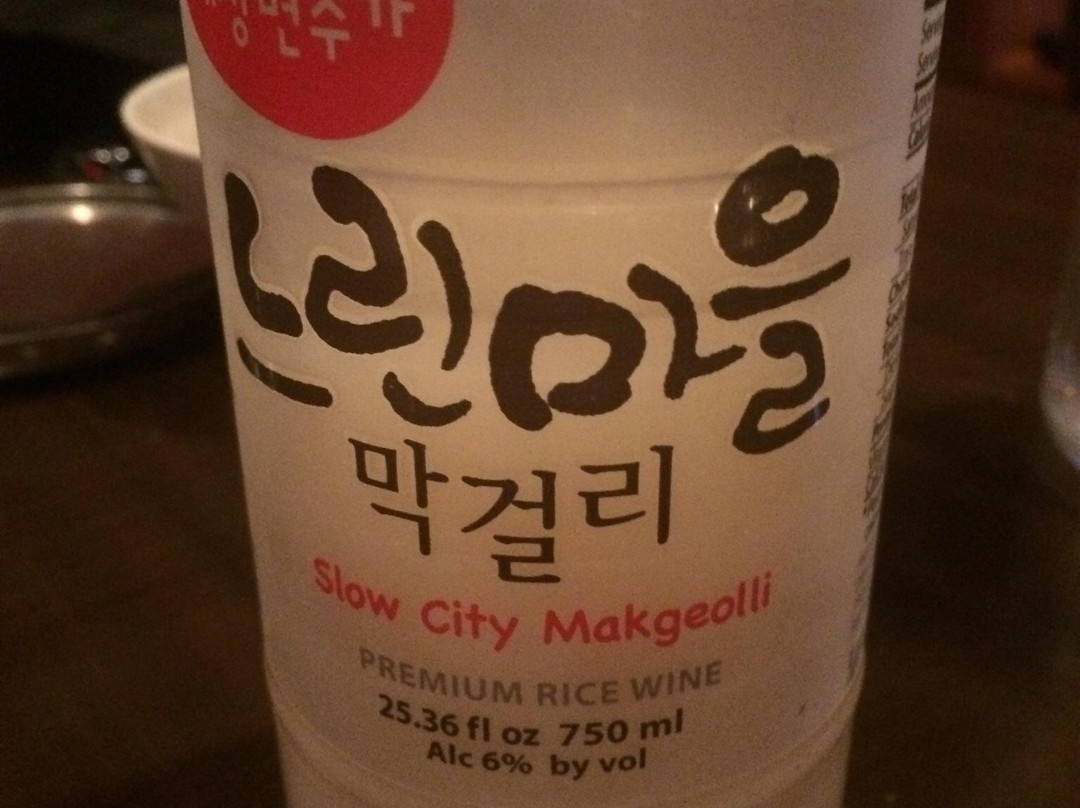 느린마을
막걸리
Slow City Makgeolli
PREMIUM RICE WINE
25.36 fl oz 750 ml
Alc 6% by vol